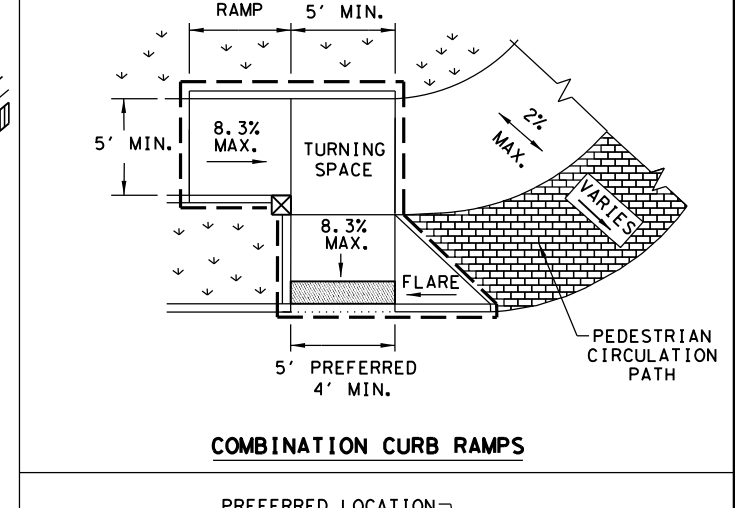 RAMP
5' MIN.
5' MIN.
8.3%
MAX.
TURNING
SPACE
2%
MAX.
VARIES
8.3%
MAX.
FLARE
PEDESTRIAN
CIRCULATION
PATH
5' PREFERRED
4' MIN.
COMBINATION CURB RAMPS
PREFERRED LOCATION